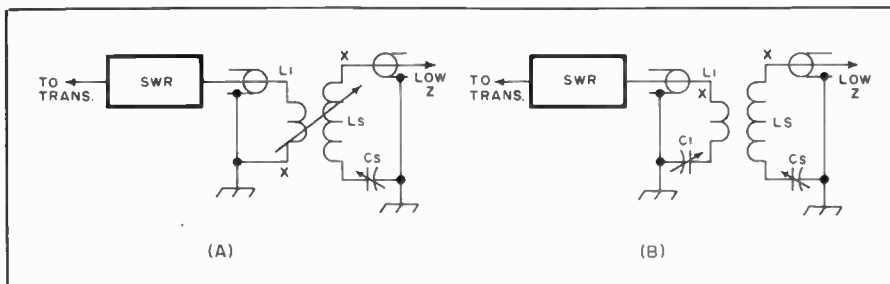 TO TRANS.
SWR
L1
X
LS
CS
X
LOW Z
(A)
TO TRANS.
SWR
L1
X
C1
LS
CS
X
LOW Z
(B)